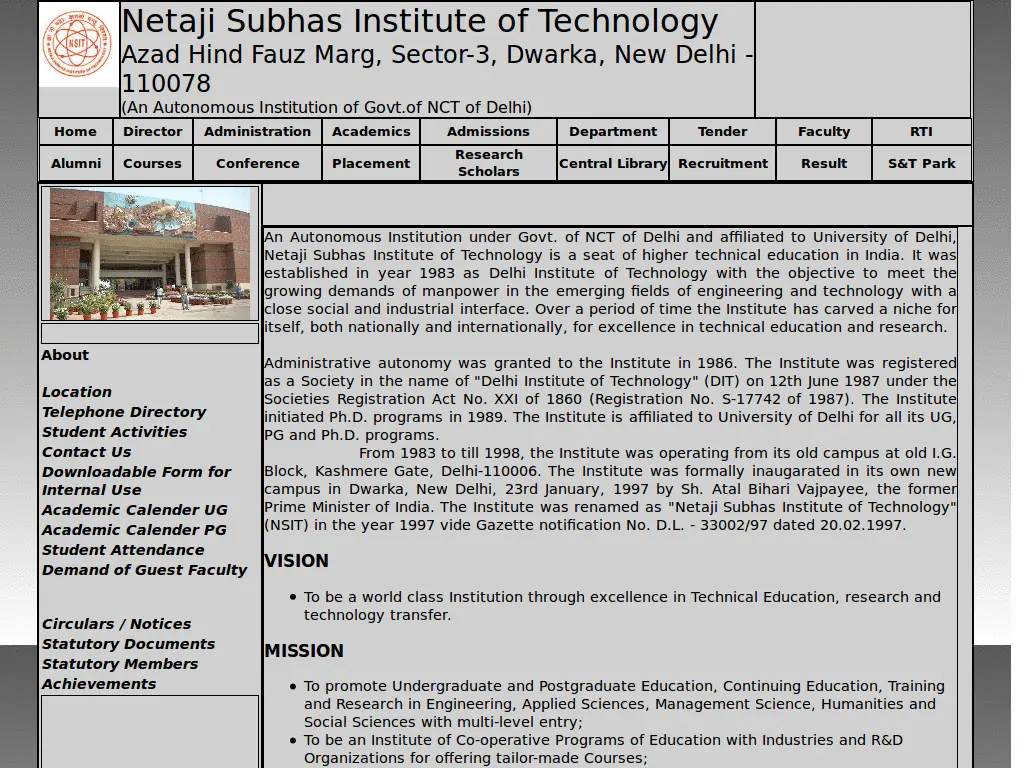 Netaji Subhas Institute of Technology
Azad Hind Fauz Marg, Sector-3, Dwarka, New Delhi -
110078
(An Autonomous Institution of Govt.of NCT of Delhi)
NSIT
Home Director Administration Academics Admissions Department Tender Faculty RTI
Alumni Courses Conference Placement Research Scholars Central Library Recruitment Result S&T Park
About
Location
Telephone Directory
Student Activities
Contact Us
Downloadable Form for
Internal Use
Academic Calender UG
Academic Calender PG
Student Attendance
Demand of Guest Faculty
Circulars / Notices
Statutory Documents
Statutory Members
Achievements
An Autonomous Institution under Govt. of NCT of Delhi and affiliated to University of Delhi,
Netaji Subhas Institute of Technology is a seat of higher technical education in India. It was
established in year 1983 as Delhi Institute of Technology with the objective to meet the
growing demands of manpower in the emerging fields of engineering and technology with a
close social and industrial interface. Over a period of time the Institute has carved a niche for
itself, both nationally and internationally, for excellence in technical education and research.
Administrative autonomy was granted to the Institute in 1986. The Institute was registered
as a Society in the name of "Delhi Institute of Technology" (DIT) on 12th June 1987 under the
Societies Registration Act No. XXI of 1860 (Registration No. S-17742 of 1987). The Institute
initiated Ph.D. programs in 1989. The Institute is affiliated to University of Delhi for all its UG,
PG and Ph.D. programs.
From 1983 to till 1998, the Institute was operating from its old campus at old I.G.
Block, Kashmere Gate, Delhi-110006. The Institute was formally inaugarated in its own new
campus in Dwarka, New Delhi, 23rd January, 1997 by Sh. Atal Bihari Vajpayee, the former
Prime Minister of India. The Institute was renamed as "Netaji Subhas Institute of Technology"
(NSIT) in the year 1997 vide Gazette notification No. D.L. - 33002/97 dated 20.02.1997.
VISION
• To be a world class Institution through excellence in Technical Education, research and
technology transfer.
MISSION
• To promote Undergraduate and Postgraduate Education, Continuing Education, Training
and Research in Engineering, Applied Sciences, Management Science, Humanities and
Social Sciences with multi-level entry;
• To be an Institute of Co-operative Programs of Education with Industries and R&D
Organizations for offering tailor-made Courses;